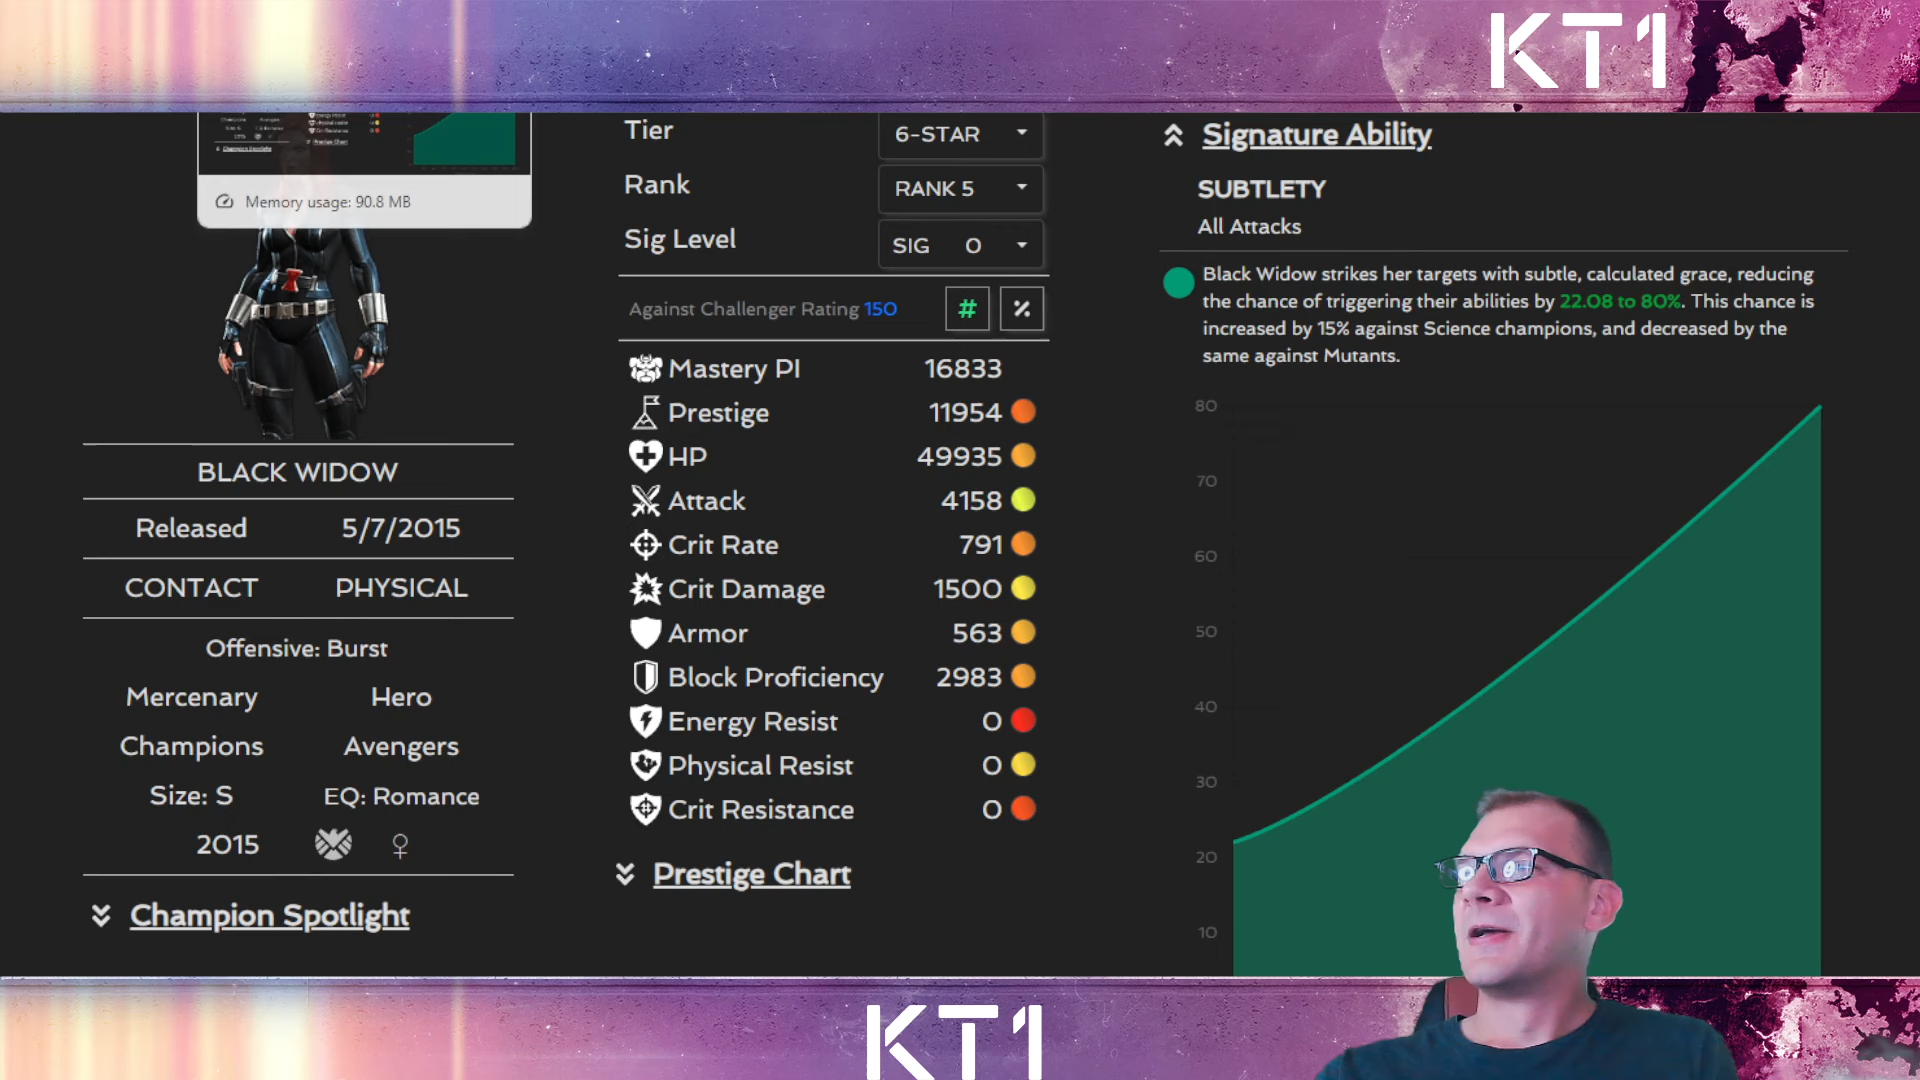 KT1
Memory usage: 90.8 MB
BLACK WIDOW
Released 5/7/2015
CONTACT PHYSICAL
Offensive: Burst
Mercenary Hero
Champions Avengers
Size: S EQ: Romance
2015 ♀
Champion Spotlight
Tier 6-STAR
Rank RANK 5
Sig Level SIG 0
Against Challenger Rating 150 # %
Mastery PI 16833
Prestige 11954
HP 49935
Attack 4158
Crit Rate 791
Crit Damage 1500
Armor 563
Block Proficiency 2983
Energy Resist 0
Physical Resist 0
Crit Resistance 0
Prestige Chart
Signature Ability
SUBTLETY
All Attacks
Black Widow strikes her targets with subtle, calculated grace, reducing
the chance of triggering their abilities by 22.08 to 80%. This chance is
increased by 15% against Science champions, and decreased by the
same against Mutants.
80
70
60
50
40
30
20
10
KT1